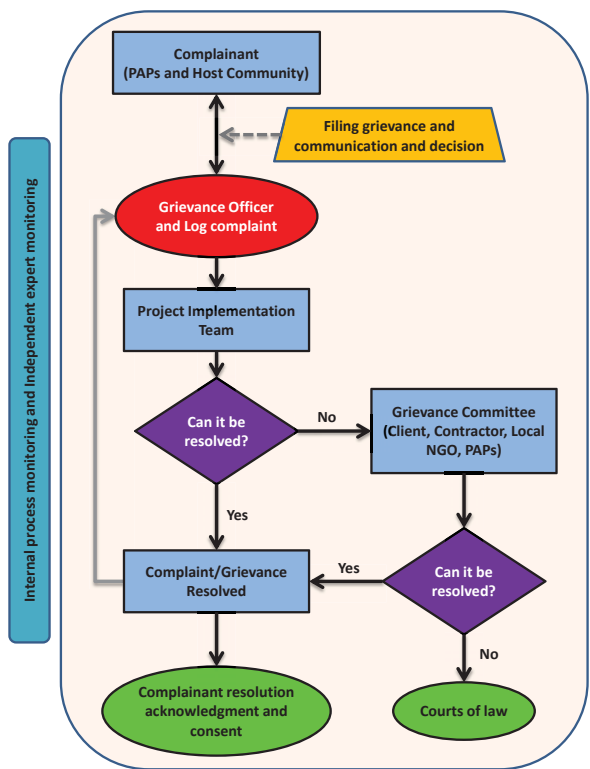 Complainant
(PAPs and Host Community)
Filing grievance and
communication and decision
Internal process monitoring and Independent expert monitoring
Grievance Officer
and Log complaint
Project Implementation
Team
Can it be
resolved?
No
Grievance Committee
(Client, Contractor, Local
NGO, PAPs)
Yes
Complaint/Grievance
Resolved
Yes
Can it be
resolved?
No
Complainant resolution
acknowledgment and
consent
Courts of law